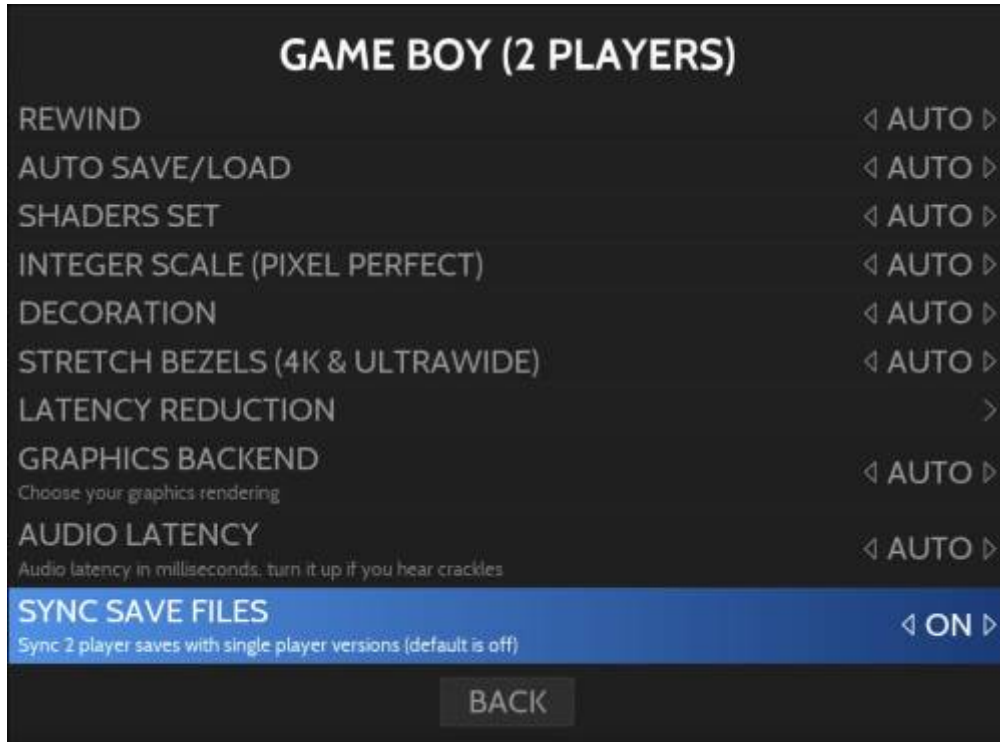 GAME BOY (2 PLAYERS)
REWIND AUTO
AUTO SAVE/LOAD AUTO
SHADERS SET AUTO
INTEGER SCALE (PIXEL PERFECT) AUTO
DECORATION AUTO
STRETCH BEZELS (4K & ULTRAWIDE) AUTO
LATENCY REDUCTION
GRAPHICS BACKEND AUTO
Choose your graphics rendering
AUDIO LATENCY AUTO
Audio latency in milliseconds. turn it up if you hear crackles
SYNC SAVE FILES ON
Sync 2 player saves with single player versions (default is off)
BACK